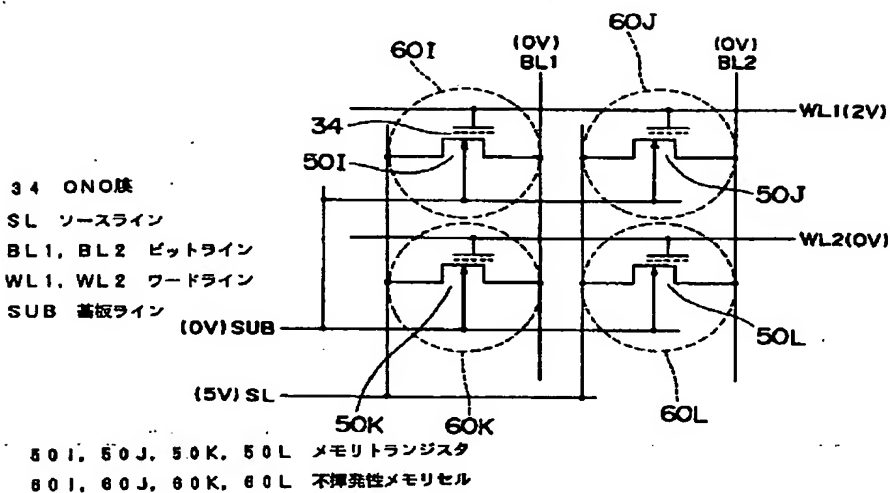 60I
(0V)
BL1
60J
(0V)
BL2
WL1(2V)
34
50I
50J
34 ONO膜
SL ソースライン
BL1, BL2 ビットライン
WL1, WL2 ワードライン
SUB 基板ライン
WL2(0V)
(0V)SUB
50L
(5V)SL
50K
60K
60L
50I, 50J, 50K, 50L メモリトランジスタ
60I, 60J, 60K, 60L 不揮発性メモリセル